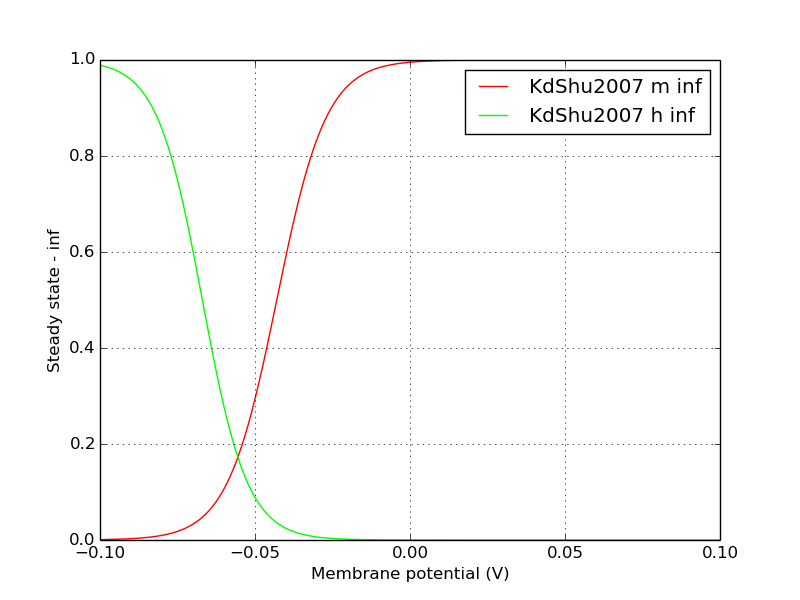 1.0
0.8
0.6
0.4
0.2
0.0
Steady state - inf
KdShu2007 m inf
KdShu2007 h inf
−0.10
−0.05
0.00
0.05
0.10
Membrane potential (V)